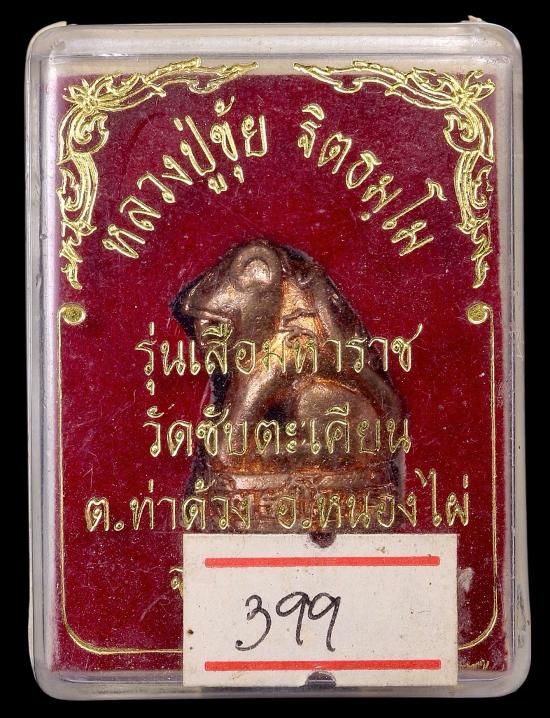 หลวงปู่ชุ้ย ฐิตธมฺโม
รุ่นเสือมหาราช
วัดซับตะเคียน
ต.ท่าด้วง อ.หนองไผ่
399